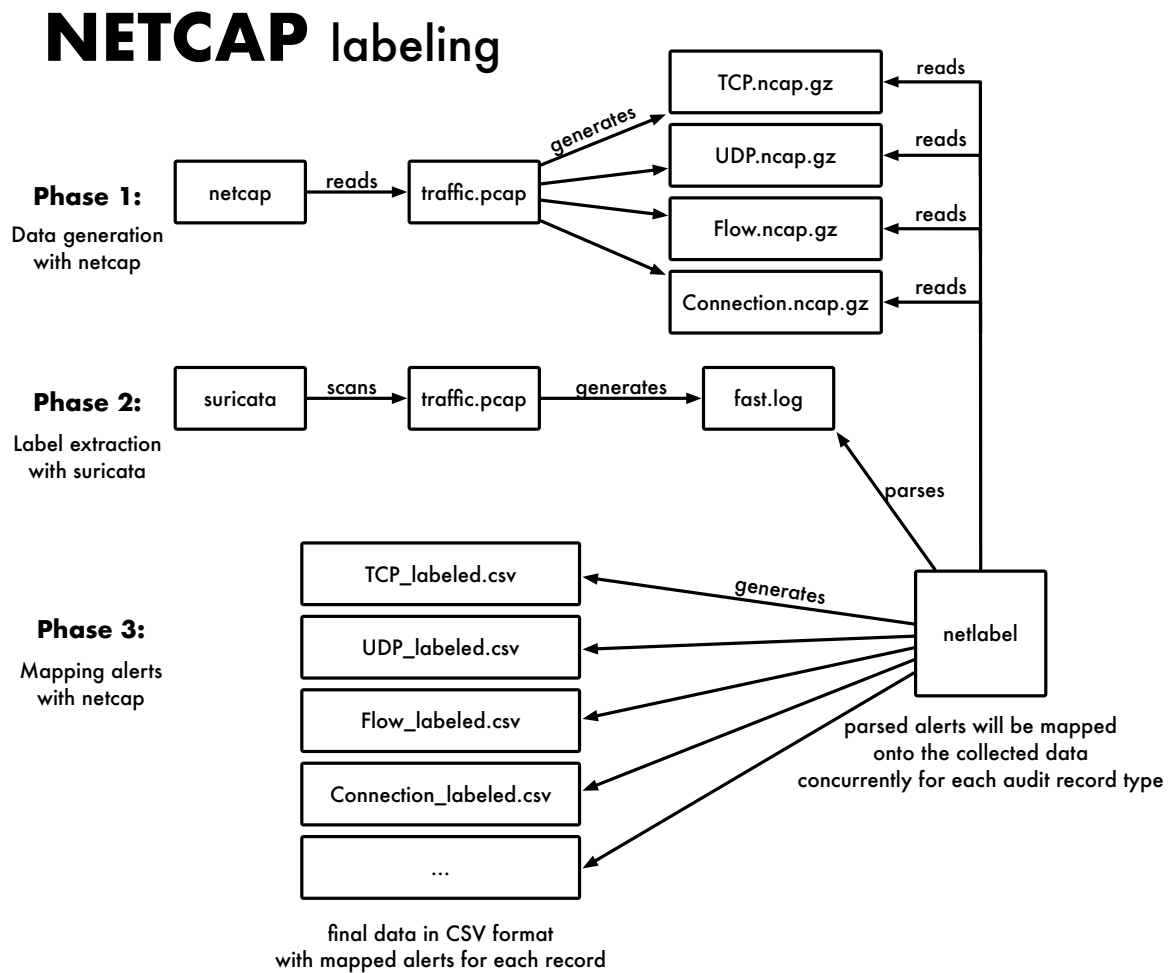 NETCAP labeling
TCP.ncap.gz
reads
generates
UDP.ncap.gz
reads
Phase 1:
Data generation
with netcap
netcap
reads
traffic.pcap
Flow.ncap.gz
reads
Connection.ncap.gz
reads
Phase 2:
Label extraction
with suricata
suricata
scans
traffic.pcap
generates
fast.log
parses
Phase 3:
Mapping alerts
with netcap
TCP_labeled.csv
generates
netlabel
UDP_labeled.csv
Flow_labeled.csv
Connection_labeled.csv
...
parsed alerts will be mapped
onto the collected data
concurrently for each audit record type
final data in CSV format
with mapped alerts for each record